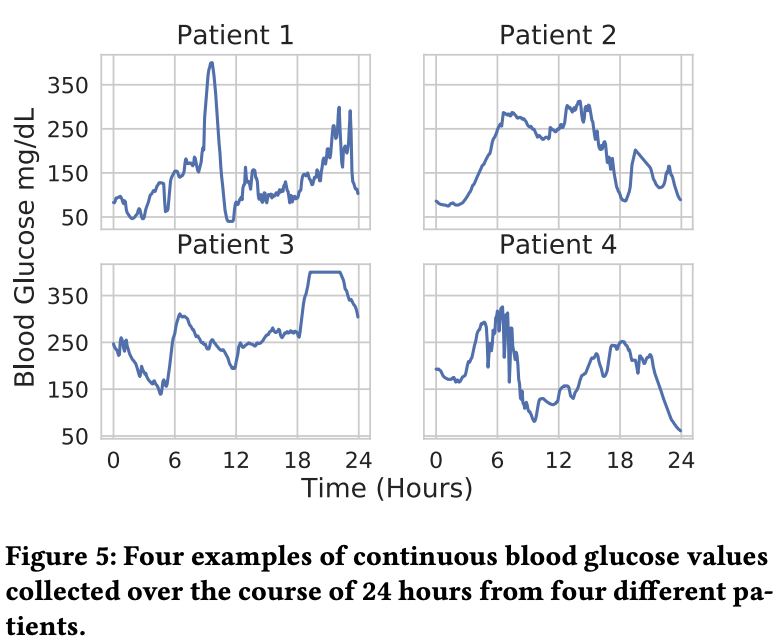 Patient 1
Patient 2
350
250
150
50
Patient 3
Patient 4
350
250
150
50
0 6 12 18 24
0 6 12 18 24
Blood Glucose mg/dL
Time (Hours)
Figure 5: Four examples of continuous blood glucose values
collected over the course of 24 hours from four different pa-
tients.